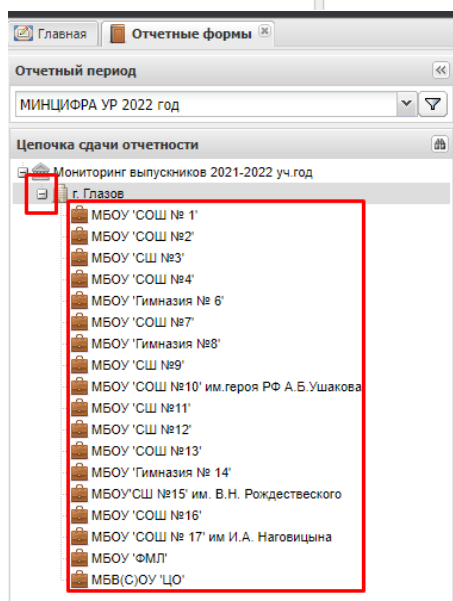 Главная
Отчетные формы
Отчетный период
МИНЦИФРА УР 2022 год
Цепочка сдачи отчетности
Мониторинг выпускников 2021-2022 уч.год
г. Глазов
МБОУ 'СОШ № 1'
МБОУ 'СОШ №2'
МБОУ 'СШ №3'
МБОУ 'СОШ №4'
МБОУ 'Гимназия № 6'
МБОУ 'СОШ №7'
МБОУ 'Гимназия №8'
МБОУ 'СШ №9'
МБОУ 'СОШ №10' им.героя РФ А.Б.Ушакова
МБОУ 'СШ №11'
МБОУ 'СШ №12'
МБОУ 'СОШ №13'
МБОУ 'Гимназия № 14'
МБОУ'СШ №15' им. В.Н. Рождествеского
МБОУ 'СОШ №16'
МБОУ 'СОШ № 17' им И.А. Наговицына
МБОУ 'ФМЛ'
МБВ(С)ОУ 'ЦО'